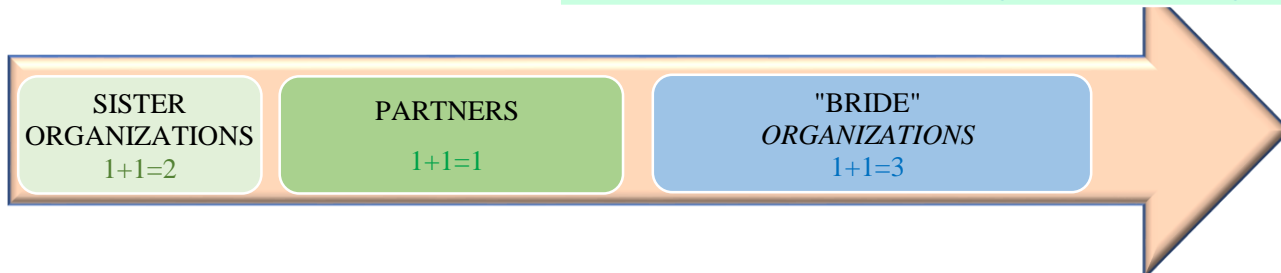 SISTER
ORGANIZATIONS
1+1=2
PARTNERS
1+1=1
"BRIDE"
ORGANIZATIONS
1+1=3